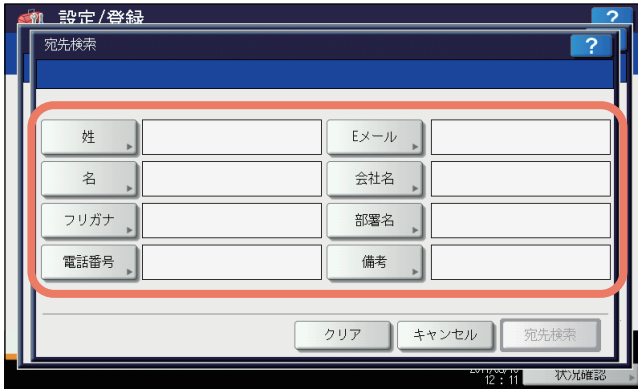 設定/登録 ?
宛先検索 ?
姓 Eメール
名 会社名
フリガナ 部署名
電話番号 備考
クリア キャンセル 宛先検索
12 : 11 状況確認